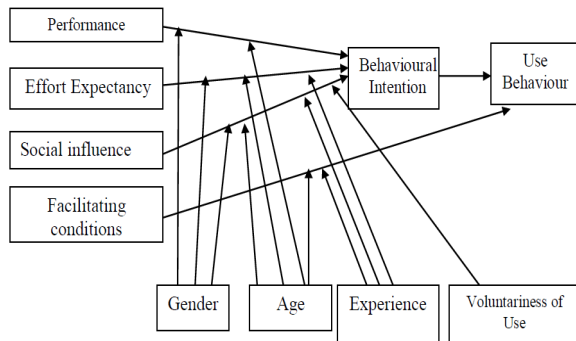 Performance
Effort Expectancy
Social influence
Facilitating
conditions
Behavioural
Intention
Use
Behaviour
Gender
Age
Experience
Voluntariness of
Use